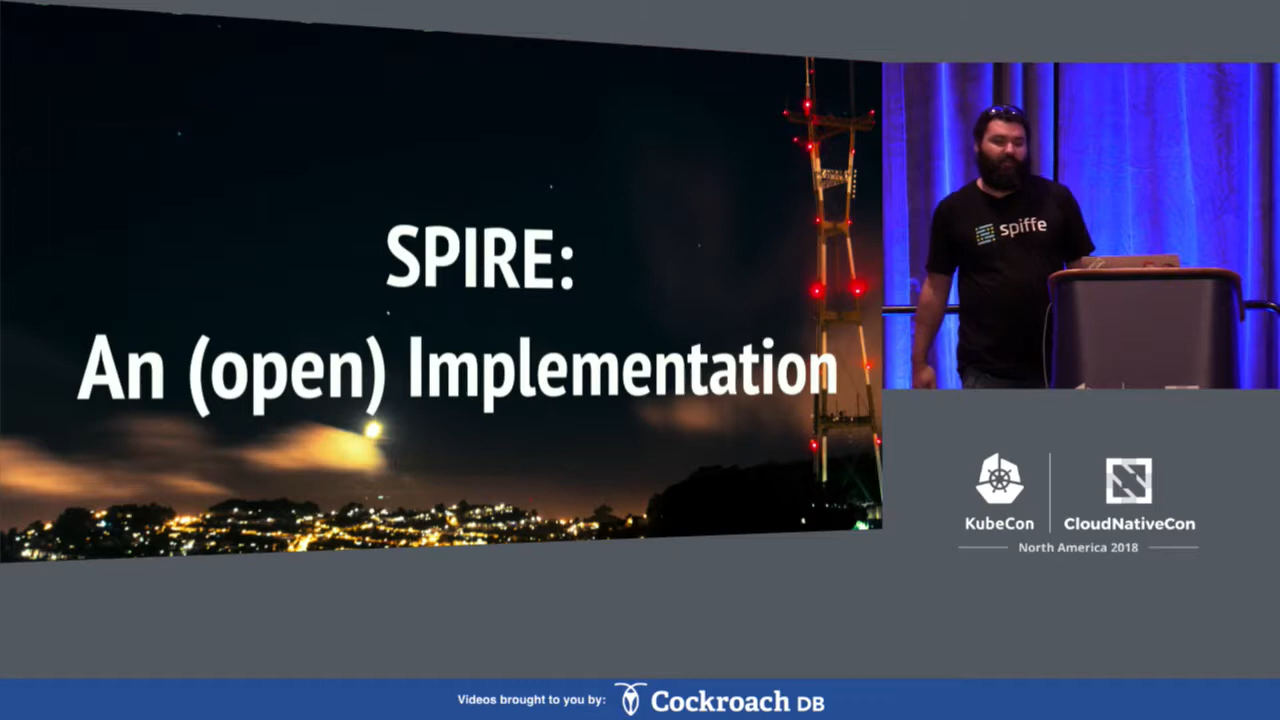 SPIRE:
An (open) Implementation
spiffe
KubeCon
CloudNativeCon
North America 2018
Videos brought to you by:
Cockroach DB